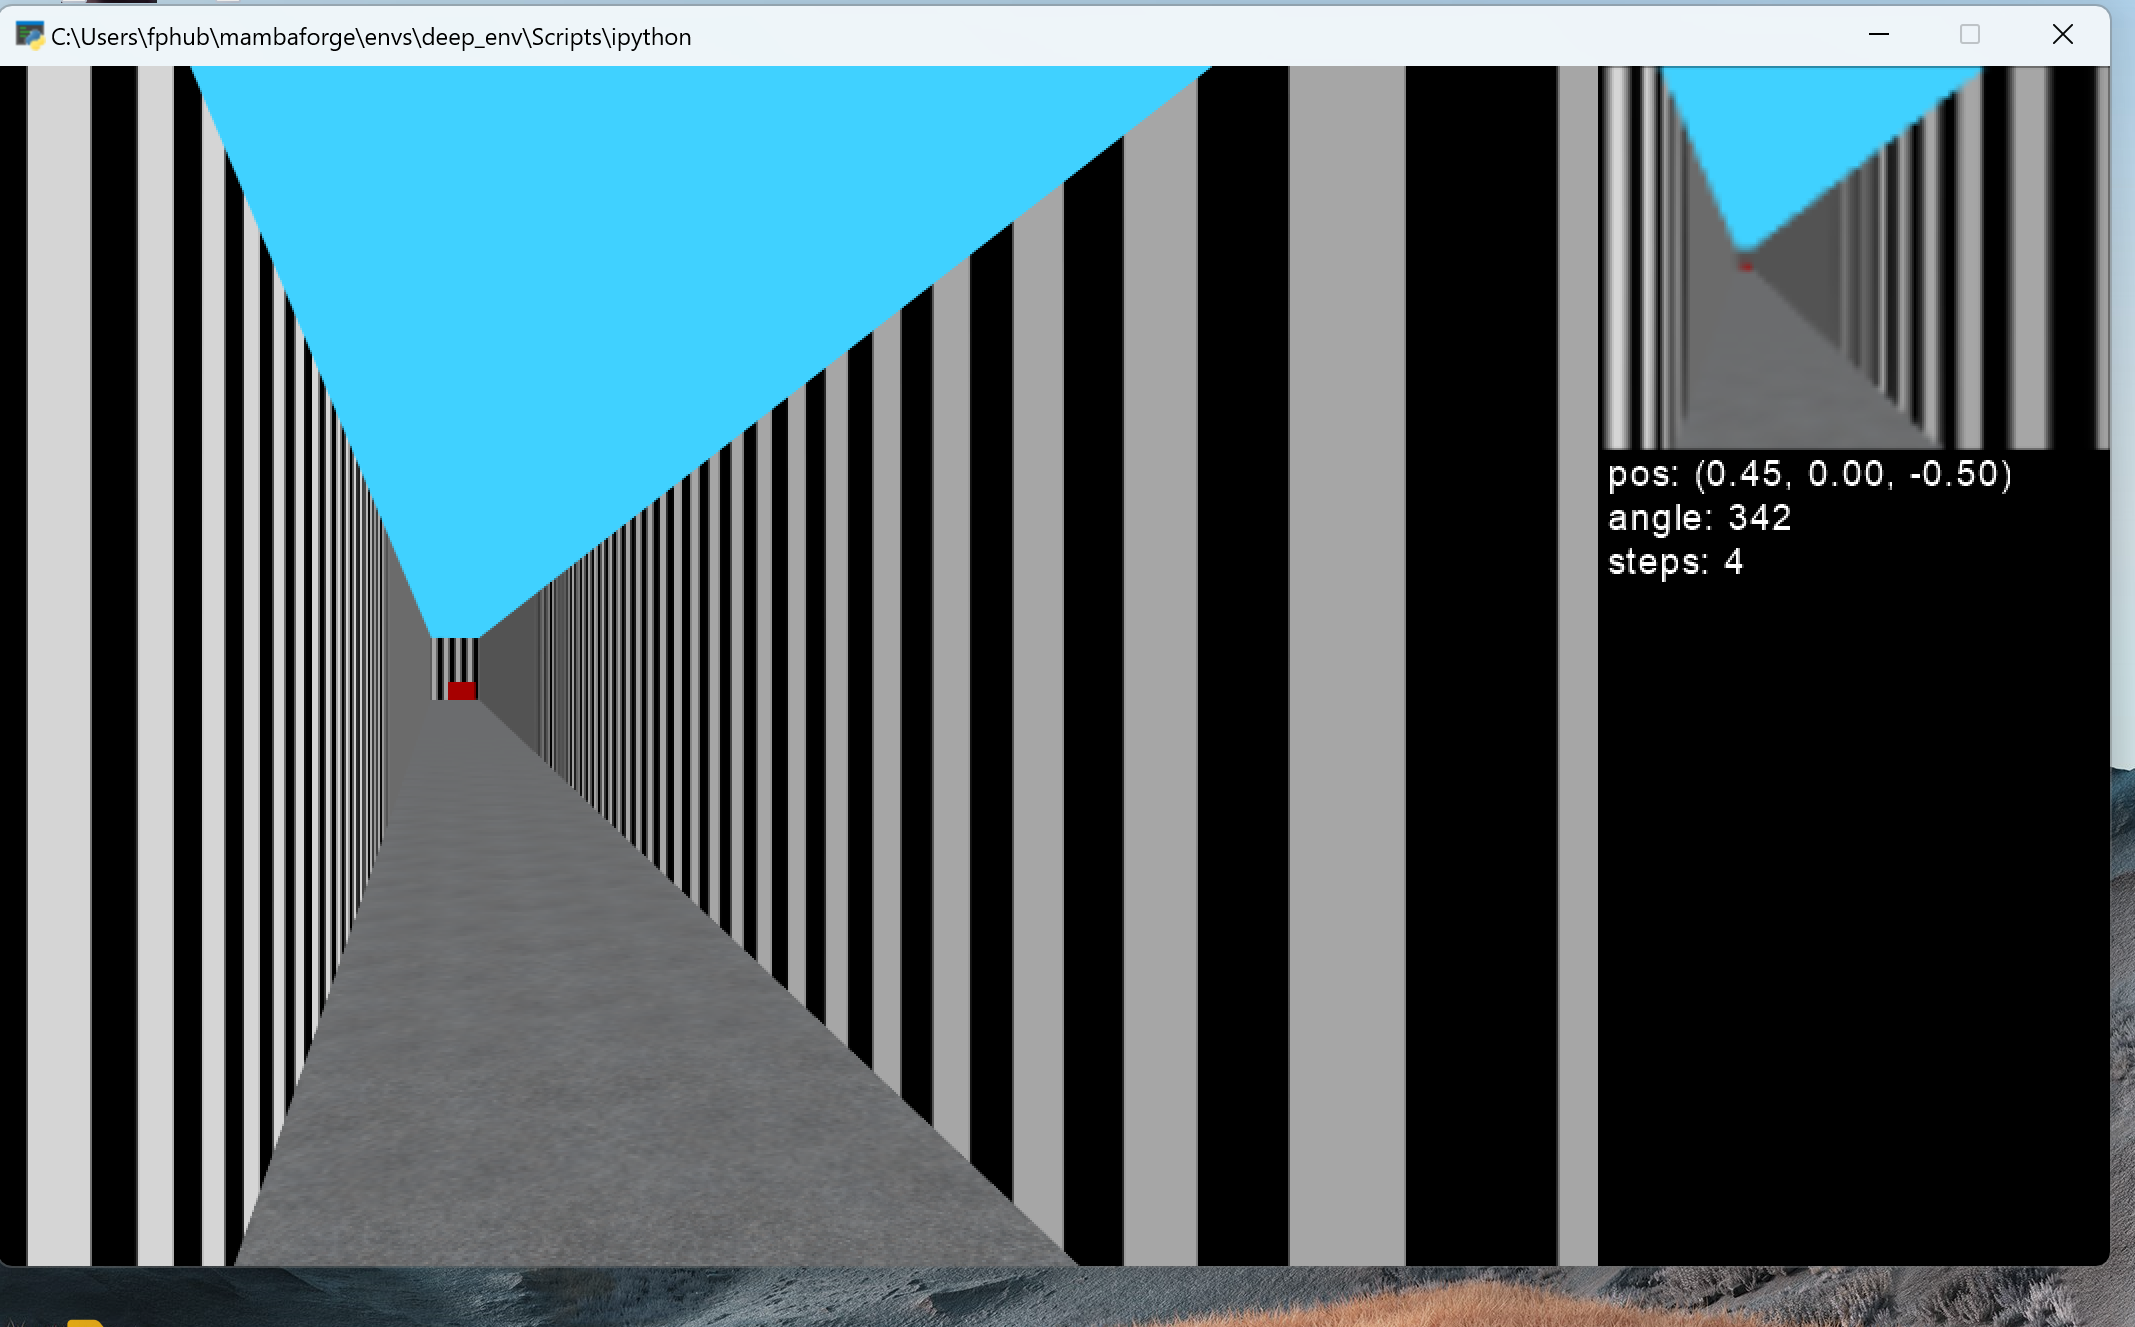 C:\Users\fphub\mambaforge\envs\deep_env\Scripts\ipython
pos: (0.45, 0.00, -0.50)
angle: 342
steps: 4